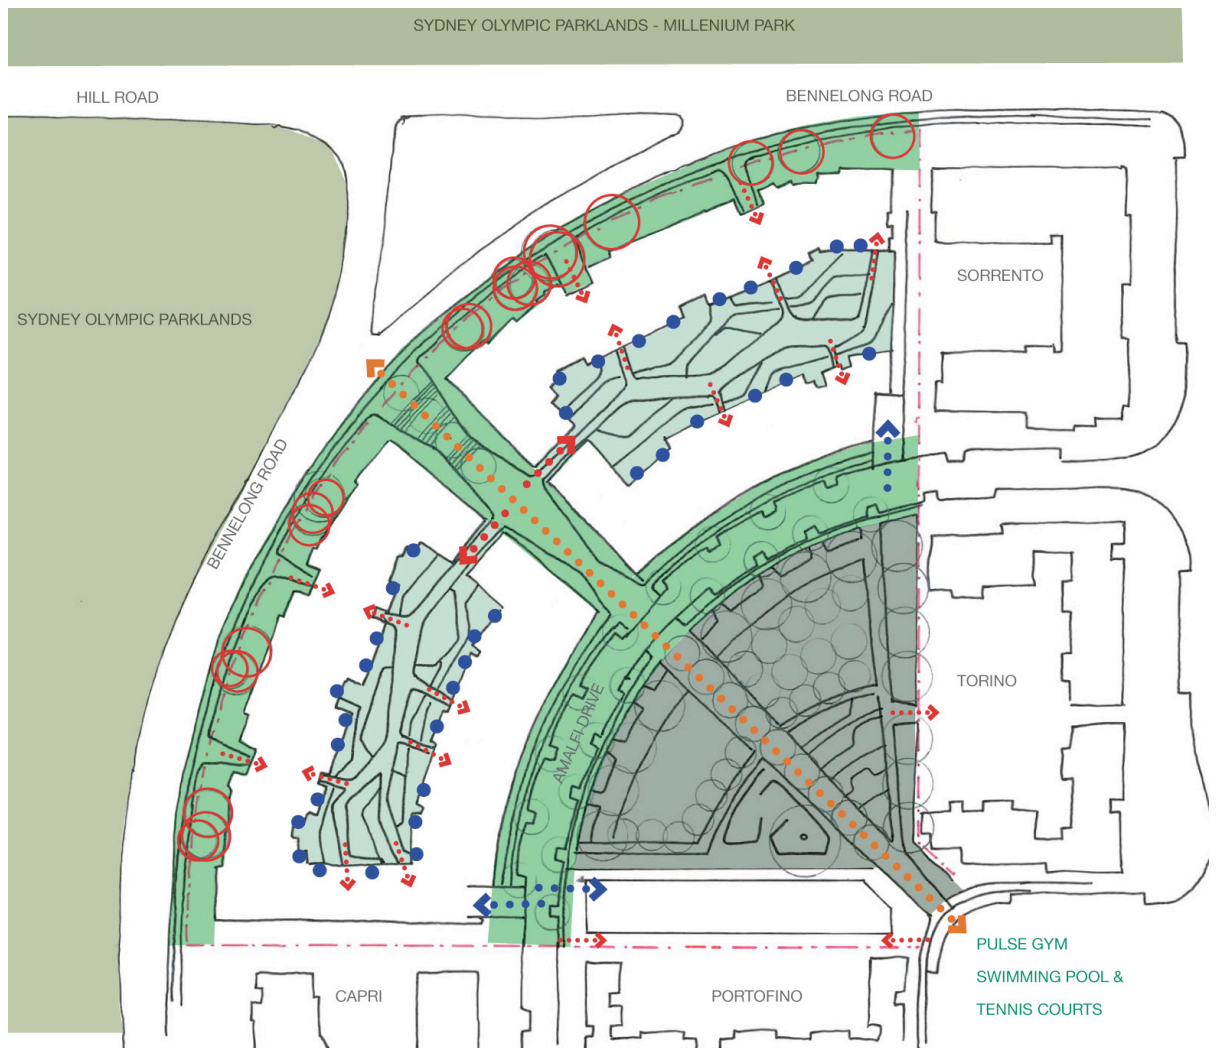 SYDNEY OLYMPIC PARKLANDS - MILLENIUM PARK
HILL ROAD
BENNELONG ROAD
SORRENTO
SYDNEY OLYMPIC PARKLANDS
BENNELONG ROAD
TORINO
AMALFI DRIVE
PULSE GYM
SWIMMING POOL &
TENNIS COURTS
CAPRI
PORTOFINO